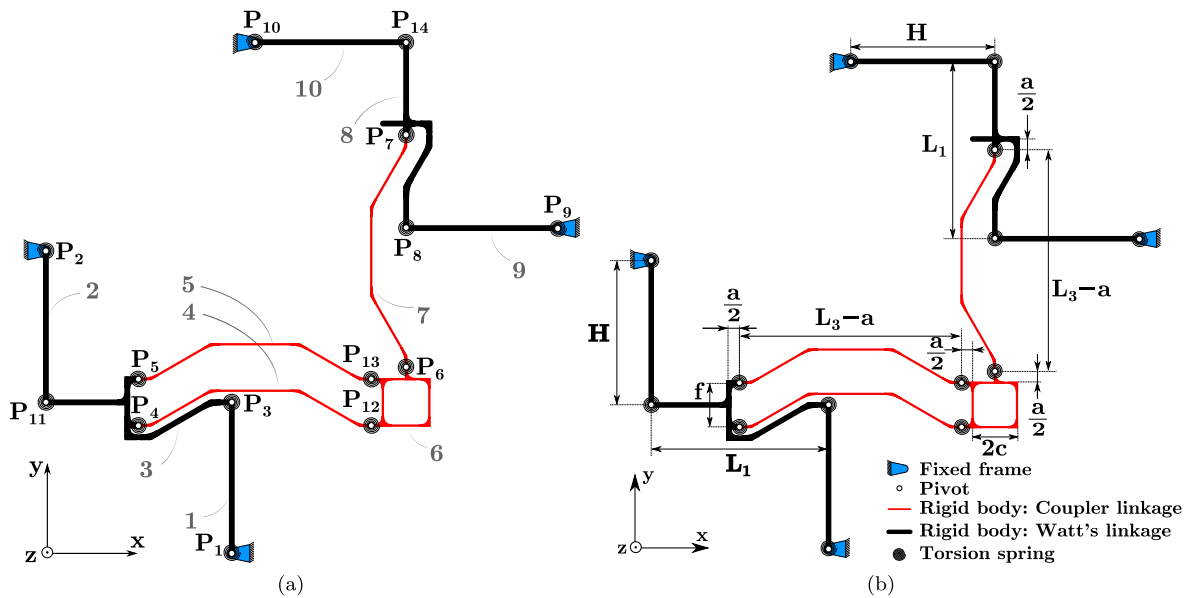 P10
P14
10
8
P7
P2
P9
P8
9
2
5
4
7
P5
P13
P6
P11
P4
P3
P12
3
6
y
1
P1
z
x
(a)
H
a
2
L1
L3−a
a
2
L3−a
H
a
2
f
a
2
2c
L1
y
z
x
Fixed frame
Pivot
Rigid body: Coupler linkage
Rigid body: Watt's linkage
Torsion spring
(b)